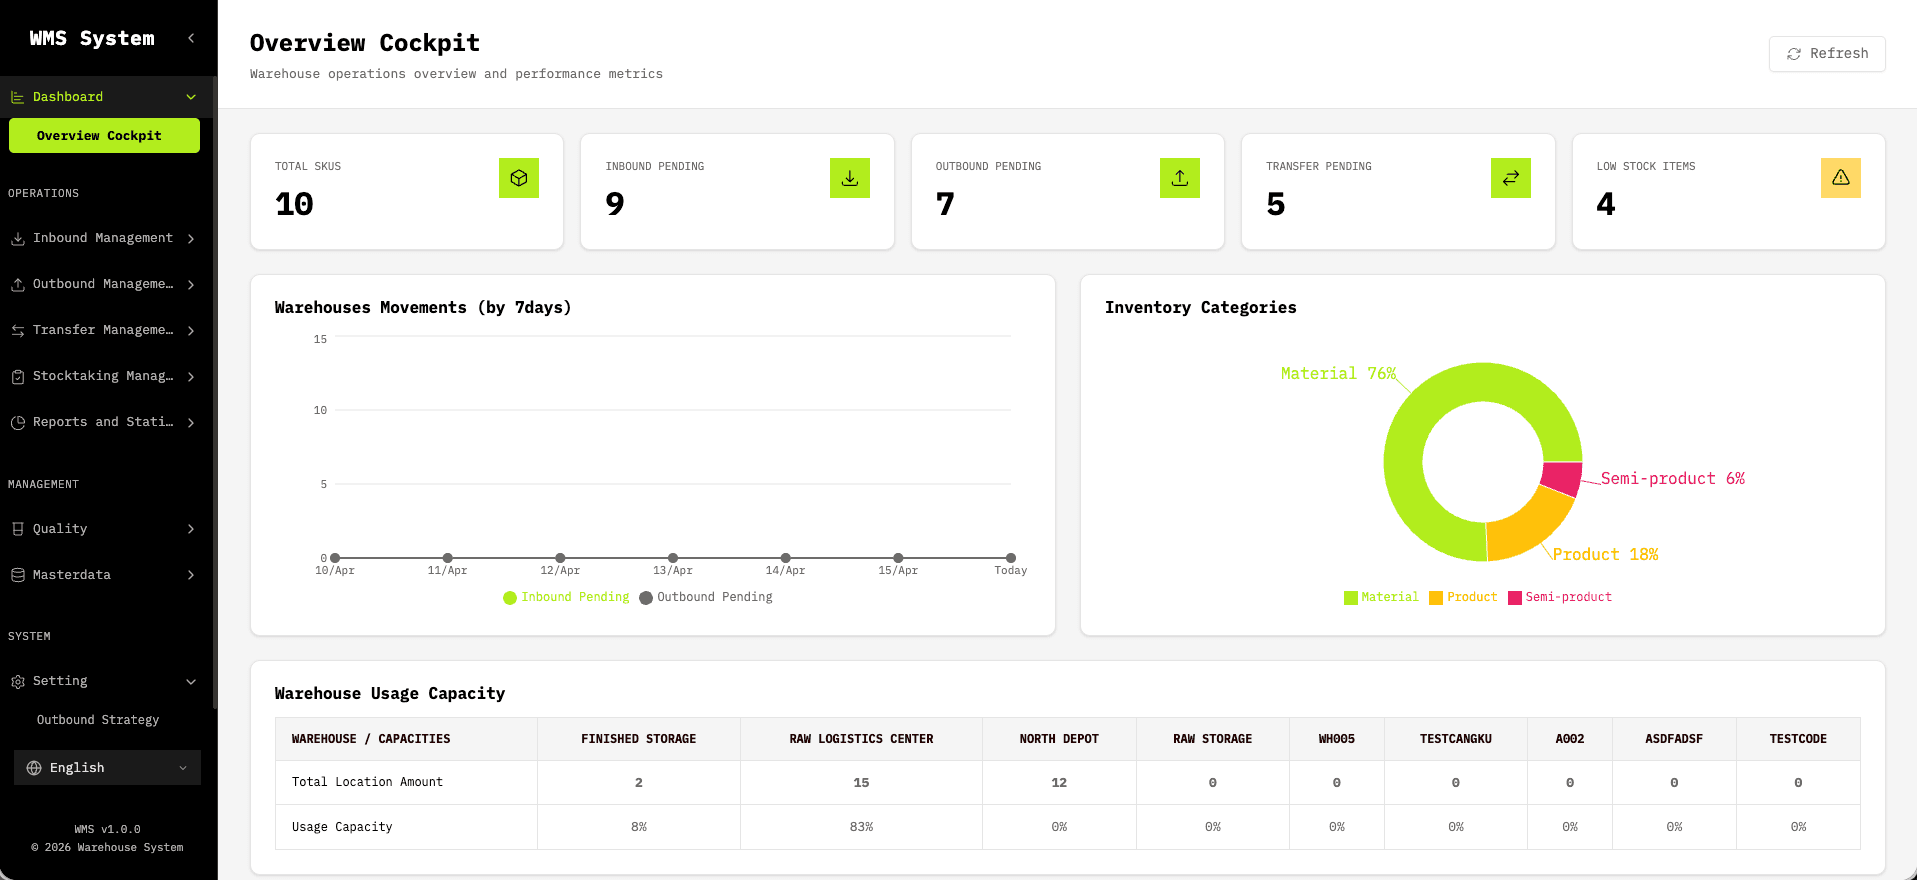 WMS System
Dashboard
Overview Cockpit
OPERATIONS
Inbound Management
Outbound Manageme…
Transfer Manageme…
Stocktaking Manag…
Reports and Stati…
MANAGEMENT
Quality
Masterdata
SYSTEM
Setting
Outbound Strategy
English
WMS v1.0.0
© 2026 Warehouse System
Overview Cockpit
Warehouse operations overview and performance metrics
Refresh
TOTAL SKUS
10
INBOUND PENDING
9
OUTBOUND PENDING
7
TRANSFER PENDING
5
LOW STOCK ITEMS
4
Warehouses Movements (by 7days)
15
10
5
0
10/Apr 11/Apr 12/Apr 13/Apr 14/Apr 15/Apr Today
Inbound Pending Outbound Pending
Inventory Categories
Material 76%
Semi-product 6%
Product 18%
Material Product Semi-product
Warehouse Usage Capacity
WAREHOUSE / CAPACITIES FINISHED STORAGE RAW LOGISTICS CENTER NORTH DEPOT RAW STORAGE WH005 TESTCANGKU A002 ASDFADSF TESTCODE
Total Location Amount 2 15 12 0 0 0 0 0 0
Usage Capacity 8% 83% 0% 0% 0% 0% 0% 0% 0%